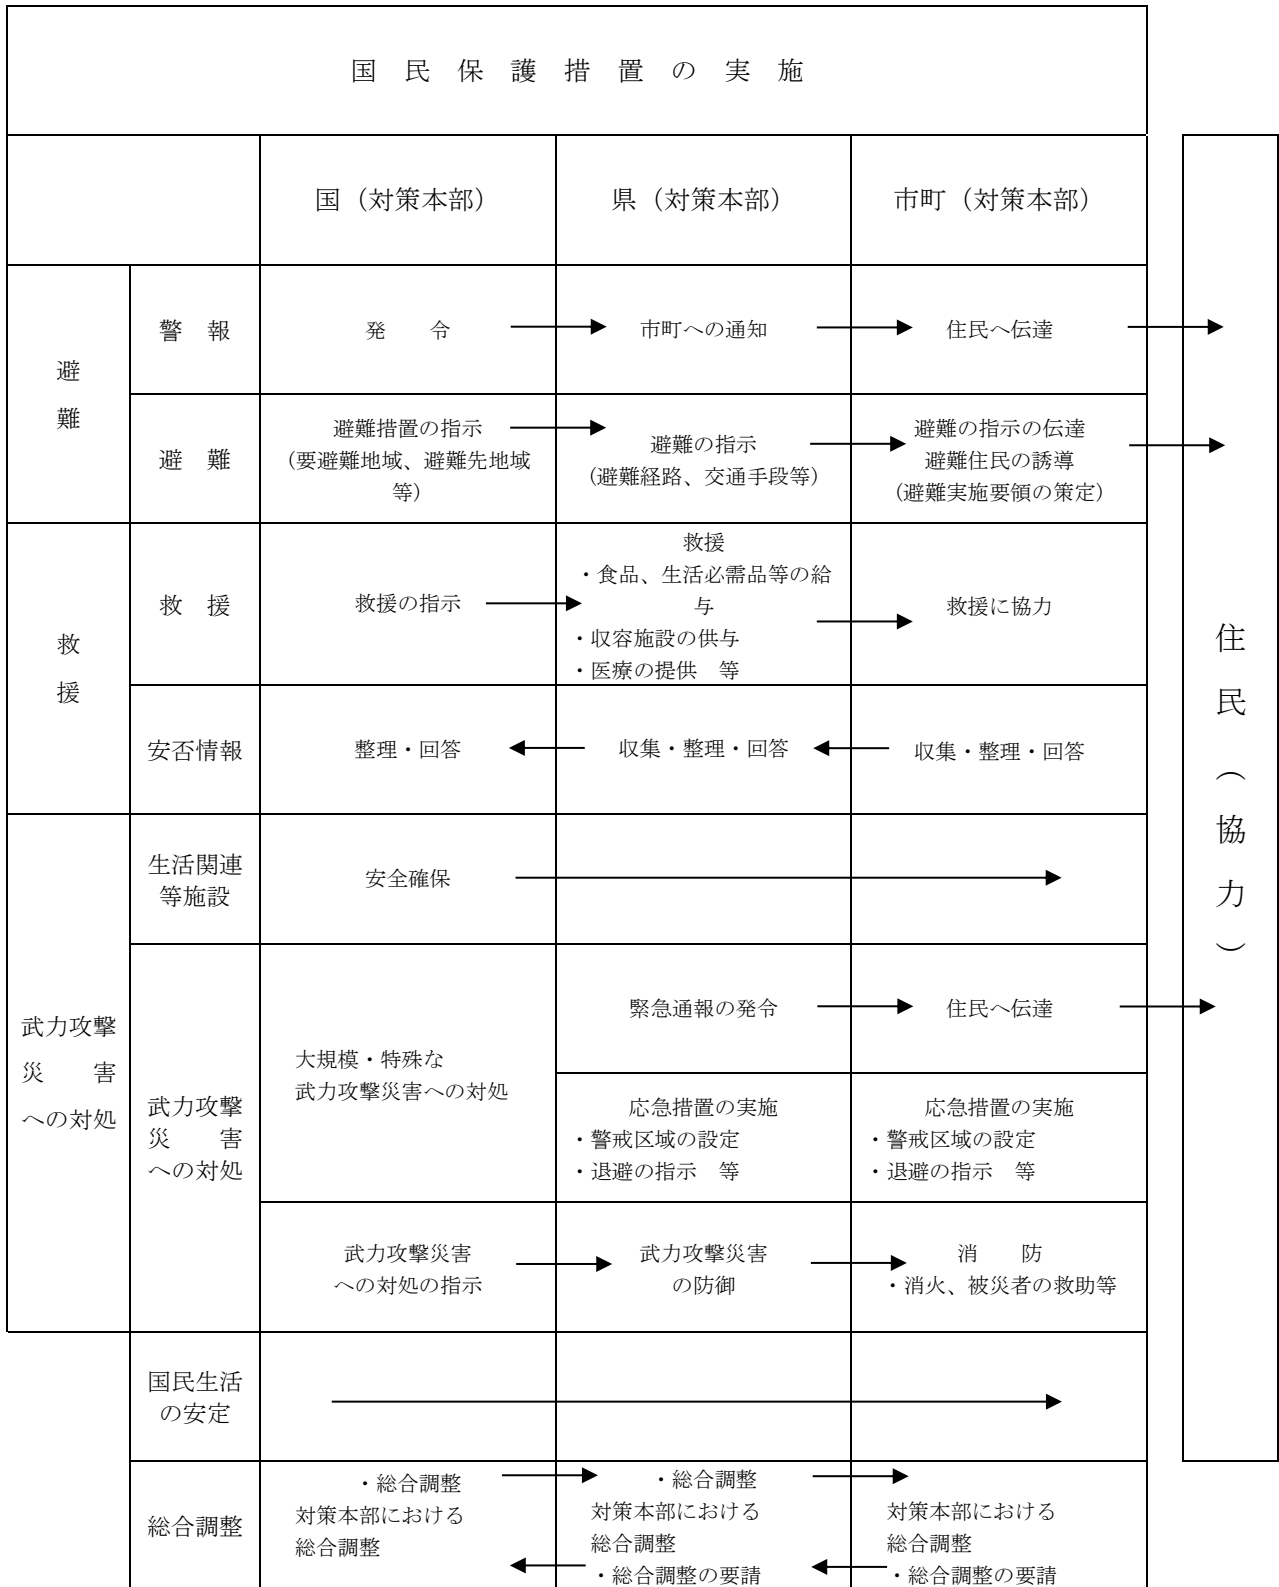 国 民 保 護 措 置 の 実 施
国（対策本部）
県（対策本部）
市町（対策本部）
避
難
警　報
発　　令
市町への通知
住民へ伝達
避　難
避難措置の指示
(要避難地域、避難先地域
等)
避難の指示
(避難経路、交通手段等)
避難の指示の伝達
避難住民の誘導
(避難実施要領の策定)
救
援
救　援
救援の指示
救援
・食品、生活必需品等の給
与
・収容施設の供与
・医療の提供　等
救援に協力
安否情報
整理・回答
収集・整理・回答
収集・整理・回答
武力攻撃
災　　害
への対処
生活関連
等施設
安全確保
武力攻撃
災　　害
への対処
大規模・特殊な
武力攻撃災害への対処
緊急通報の発令
住民へ伝達
応急措置の実施
・警戒区域の設定
・退避の指示　等
応急措置の実施
・警戒区域の設定
・退避の指示　等
武力攻撃災害
への対処の指示
武力攻撃災害
の防御
消　　防
・消火、被災者の救助等
国民生活
の安定
総合調整
・総合調整
対策本部における
総合調整
・総合調整
対策本部における
総合調整
・総合調整の要請
対策本部における
総合調整
・総合調整の要請
住
民
（
協
力
）